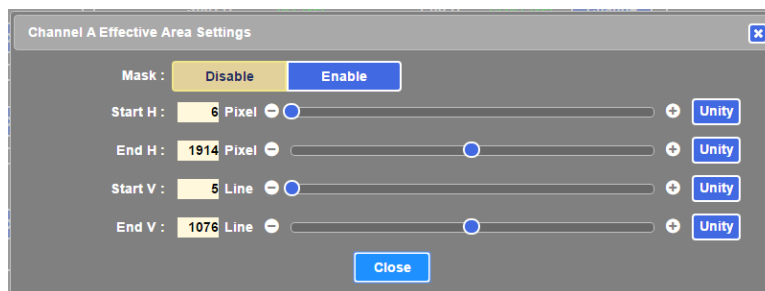 Channel A Effective Area Settings
Mask : Disable Enable
Start H : 6 Pixel Unity
End H : 1914 Pixel Unity
Start V : 5 Line Unity
End V : 1076 Line Unity
Close